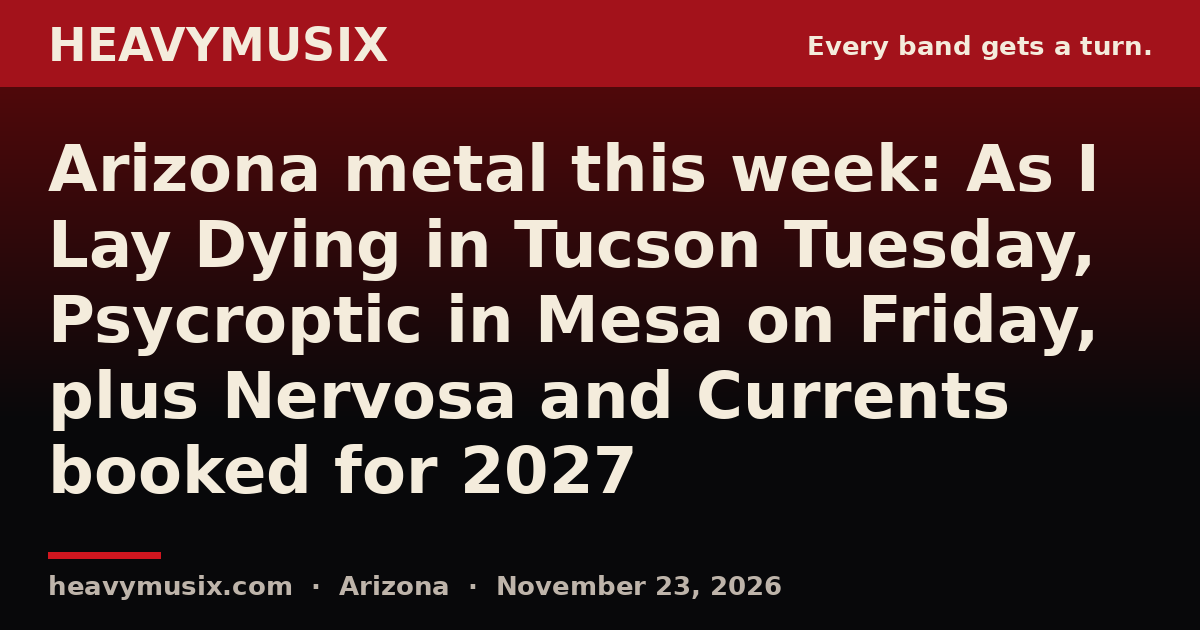 HEAVYMUSIX
Every band gets a turn.
Arizona metal this week: As I
Lay Dying in Tucson Tuesday,
Psycroptic in Mesa on Friday,
plus Nervosa and Currents
booked for 2027
heavymusix.com · Arizona · November 23, 2026